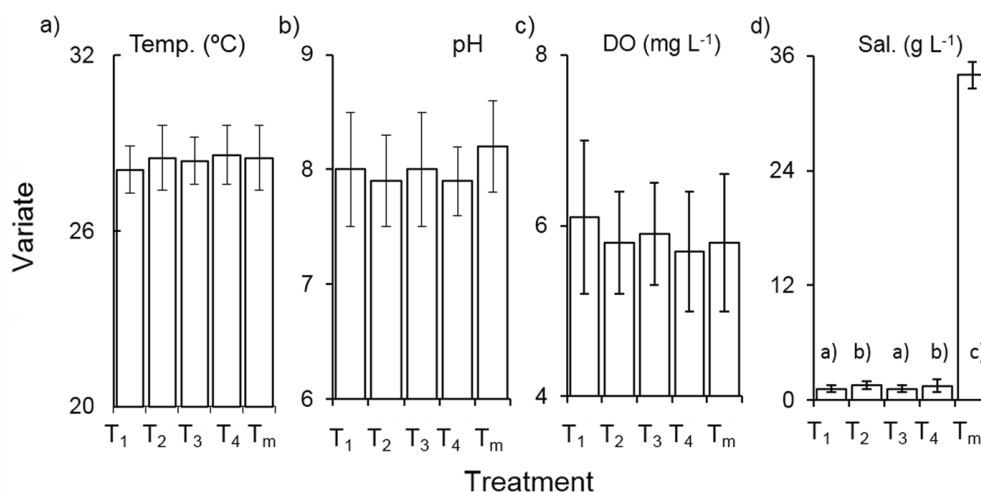 a) Temp. (ºC)
32
26
20
T1 T2 T3 T4 Tm
b) pH
9
8
7
6
T1 T2 T3 T4 Tm
c) DO (mg L-1)
8
6
4
T1 T2 T3 T4 Tm
d) Sal. (g L-1)
36
24
12
0
a) b) a) b) c)
T1 T2 T3 T4 Tm
Variate
Treatment